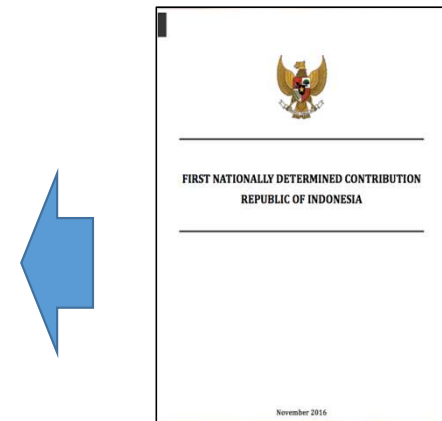 FIRST NATIONALLY DETERMINED CONTRIBUTION
REPUBLIC OF INDONESIA
November 2016